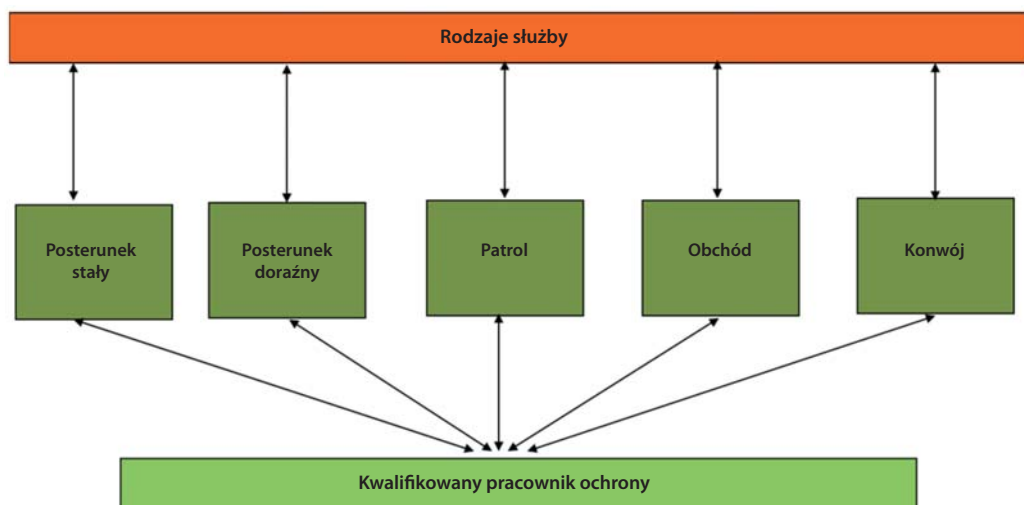 Rodzaje służby
Posterunek
stały
Posterunek
doraźny
Patrol
Obchód
Konwój
Kwalifikowany pracownik ochrony